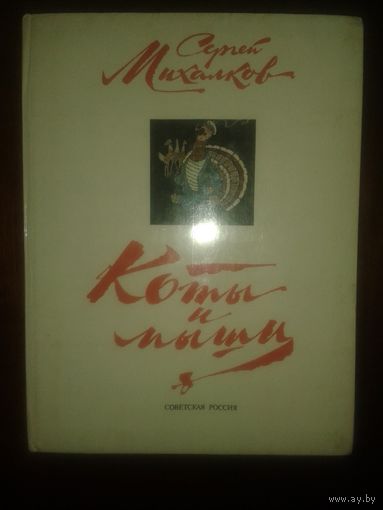 Сергей
Михалков
Коты
и
мыши
СОВЕТСКАЯ РОССИЯ
www.ay.by